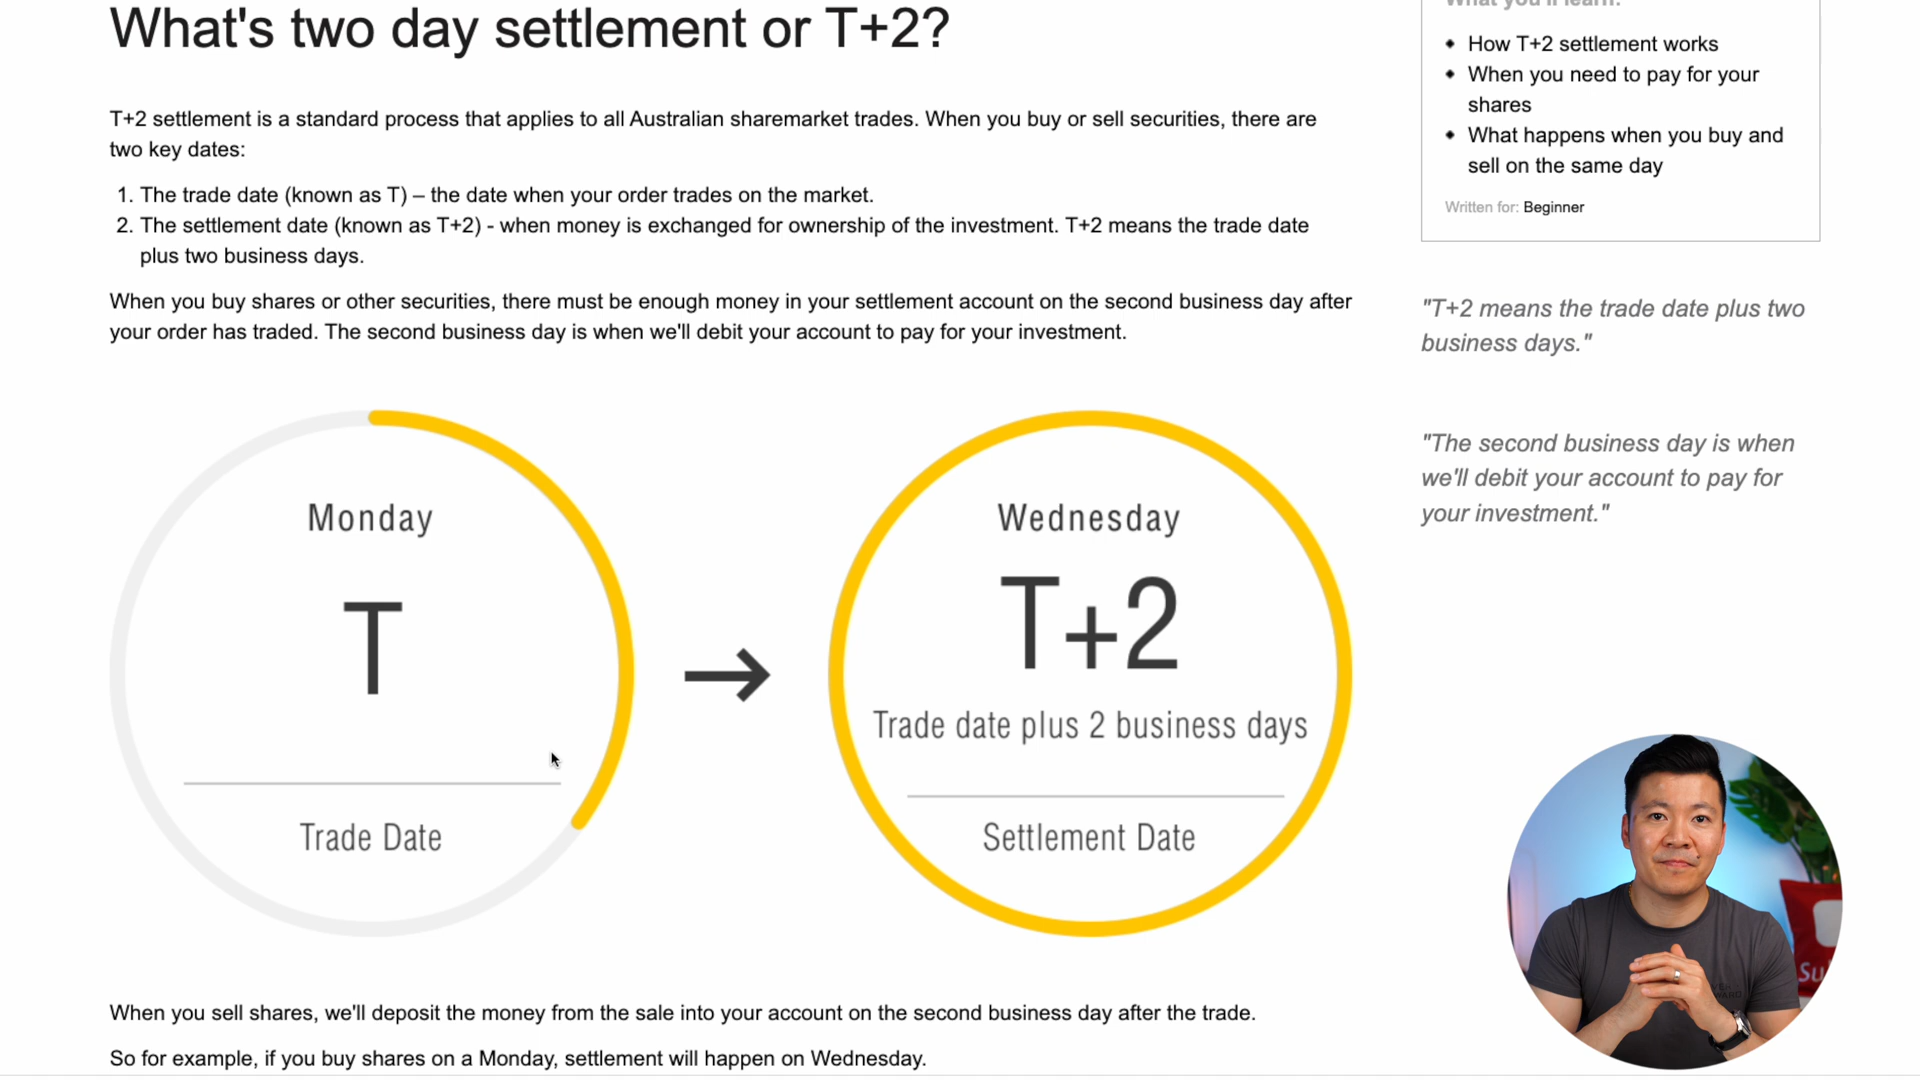 What's two day settlement or T+2?
T+2 settlement is a standard process that applies to all Australian sharemarket trades. When you buy or sell securities, there are
two key dates:
1. The trade date (known as T) – the date when your order trades on the market.
2. The settlement date (known as T+2) - when money is exchanged for ownership of the investment. T+2 means the trade date
plus two business days.
When you buy shares or other securities, there must be enough money in your settlement account on the second business day after
your order has traded. The second business day is when we'll debit your account to pay for your investment.
Monday
T
Trade Date
Wednesday
T+2
Trade date plus 2 business days
Settlement Date
When you sell shares, we'll deposit the money from the sale into your account on the second business day after the trade.
So for example, if you buy shares on a Monday, settlement will happen on Wednesday.
What you'll learn:
• How T+2 settlement works
• When you need to pay for your
shares
• What happens when you buy and
sell on the same day
Written for: Beginner
"T+2 means the trade date plus two
business days."
"The second business day is when
we'll debit your account to pay for
your investment."
Su